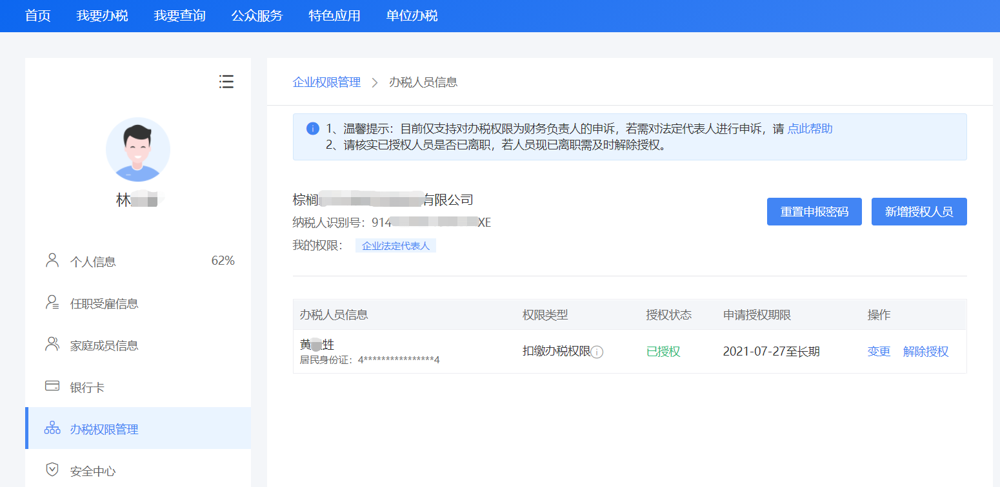 首页 我要办税 我要查询 公众服务 特色应用 单位办税
林
个人信息 62%
任职受雇信息
家庭成员信息
银行卡
办税权限管理
安全中心
企业权限管理 > 办税人员信息
1、温馨提示：目前仅支持对办税权限为财务负责人的申诉，若需对法定代表人进行申诉，请 点此帮助
2、请核实已授权人员是否已离职，若人员现已离职需及时解除授权。
棕榈 有限公司
纳税人识别号：914 XE
我的权限： 企业法定代表人
重置申报密码 新增授权人员
办税人员信息 权限类型 授权状态 申请授权期限 操作
黄 甡
居民身份证：4****************4
扣缴办税权限 已授权 2021-07-27至长期 变更 解除授权